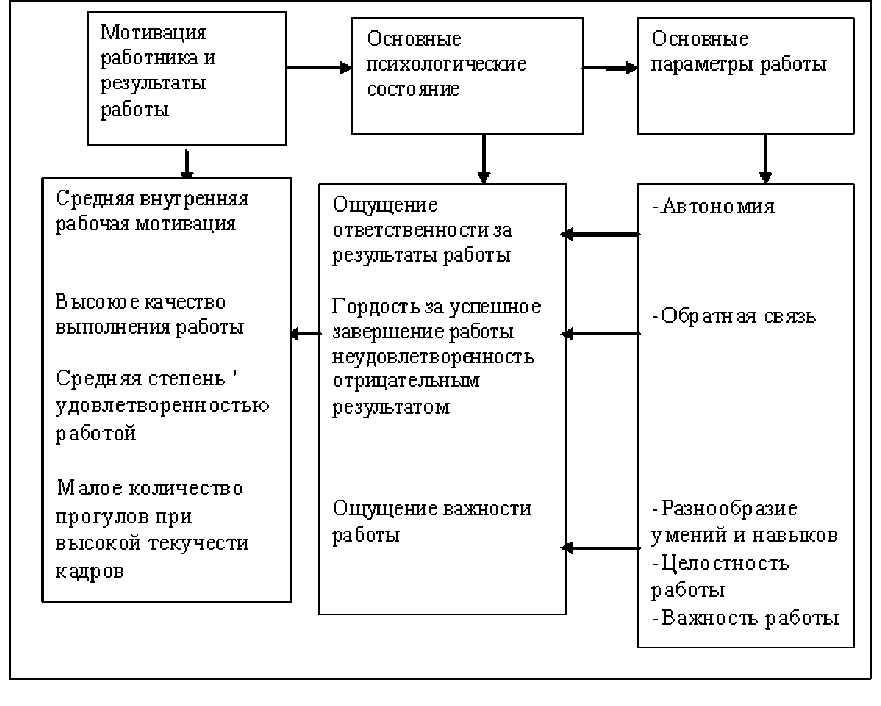 Мотивация
работника и
результаты
работы
Основные
психологические
состояние
Основные
параметры работы
Средняя внутренняя
рабочая мотивация
Высокое качество
выполнения работы
Средняя степень '
удовлетворенностью
работой
Малое количество
прогулов при
высокой текучести
кадров
Ощущение
ответственности за
результаты работы
Гордость за успешное
завершение работы
неудовлетворенность
отрицательным
результатом
Ощущение важности
работы
-Автономия
-Обратная связь
-Разнообразие
умений и навыков
-Целостность
работы
-Важность работы